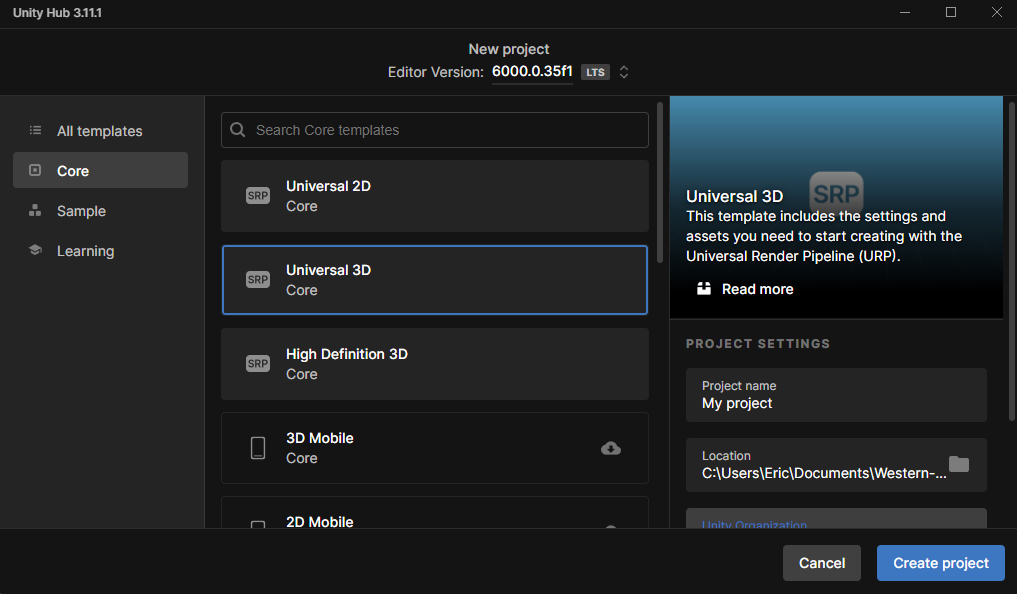 Unity Hub 3.11.1
New project
Editor Version: 6000.0.35f1 LTS
All templates
Core
Sample
Learning
Search Core templates
SRP
Universal 2D
Core
SRP
Universal 3D
Core
SRP
High Definition 3D
Core
3D Mobile
Core
2D Mobile
SRP
Universal 3D
This template includes the settings and
assets you need to start creating with the
Universal Render Pipeline (URP).
Read more
PROJECT SETTINGS
Project name
My project
Location
C:\Users\Eric\Documents\Western-...
Unity Organization
Cancel
Create project